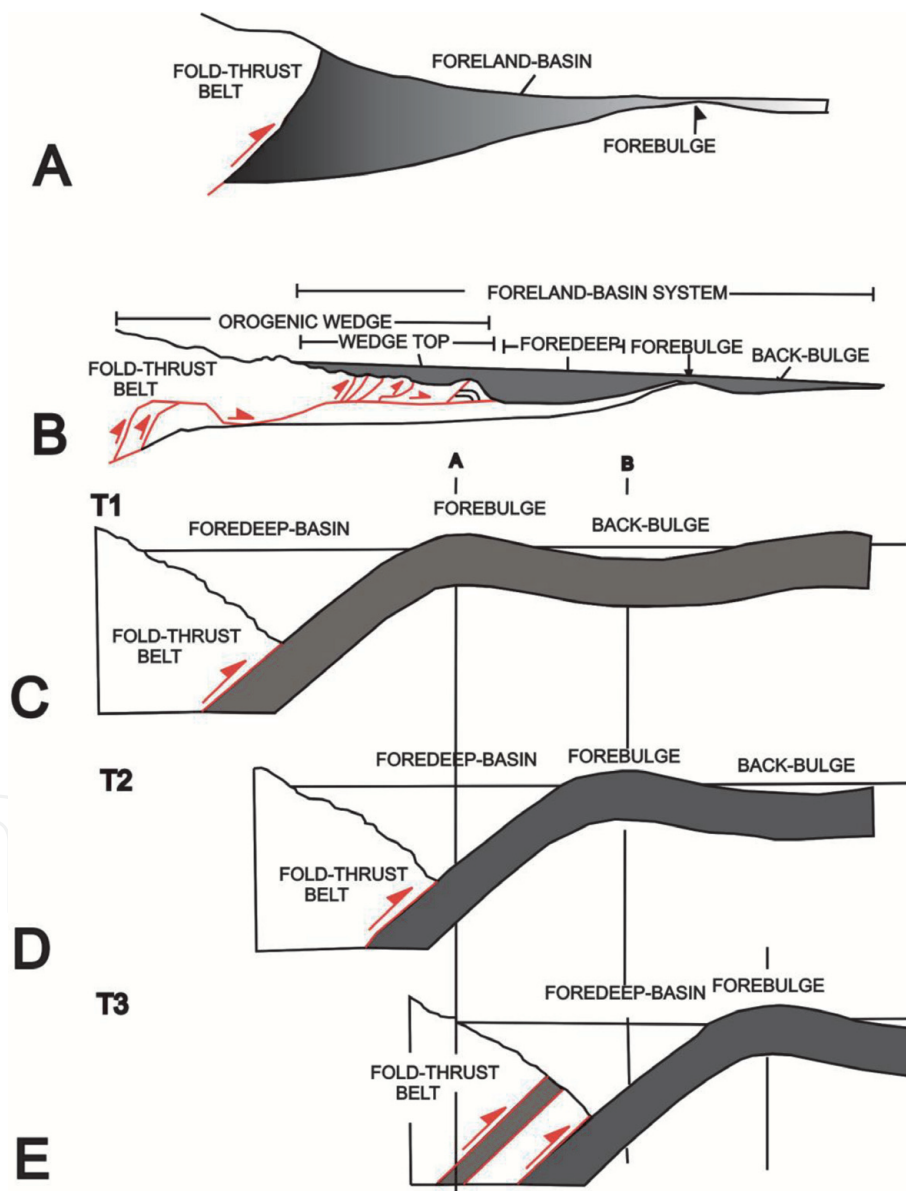 FOLD-THRUST
BELT
FORELAND-BASIN
FOREBULGE
A
FORELAND-BASIN SYSTEM
OROGENIC WEDGE
WEDGE TOP
FOREDEEP
FOREBULGE
BACK-BULGE
FOLD-THRUST
BELT
B
A
B
T1
FOREDEEP-BASIN
FOREBULGE
BACK-BULGE
FOLD-THRUST
BELT
C
T2
FOREDEEP-BASIN
FOREBULGE
BACK-BULGE
FOLD-THRUST
BELT
D
T3
FOREDEEP-BASIN
FOREBULGE
FOLD-THRUST
BELT
E